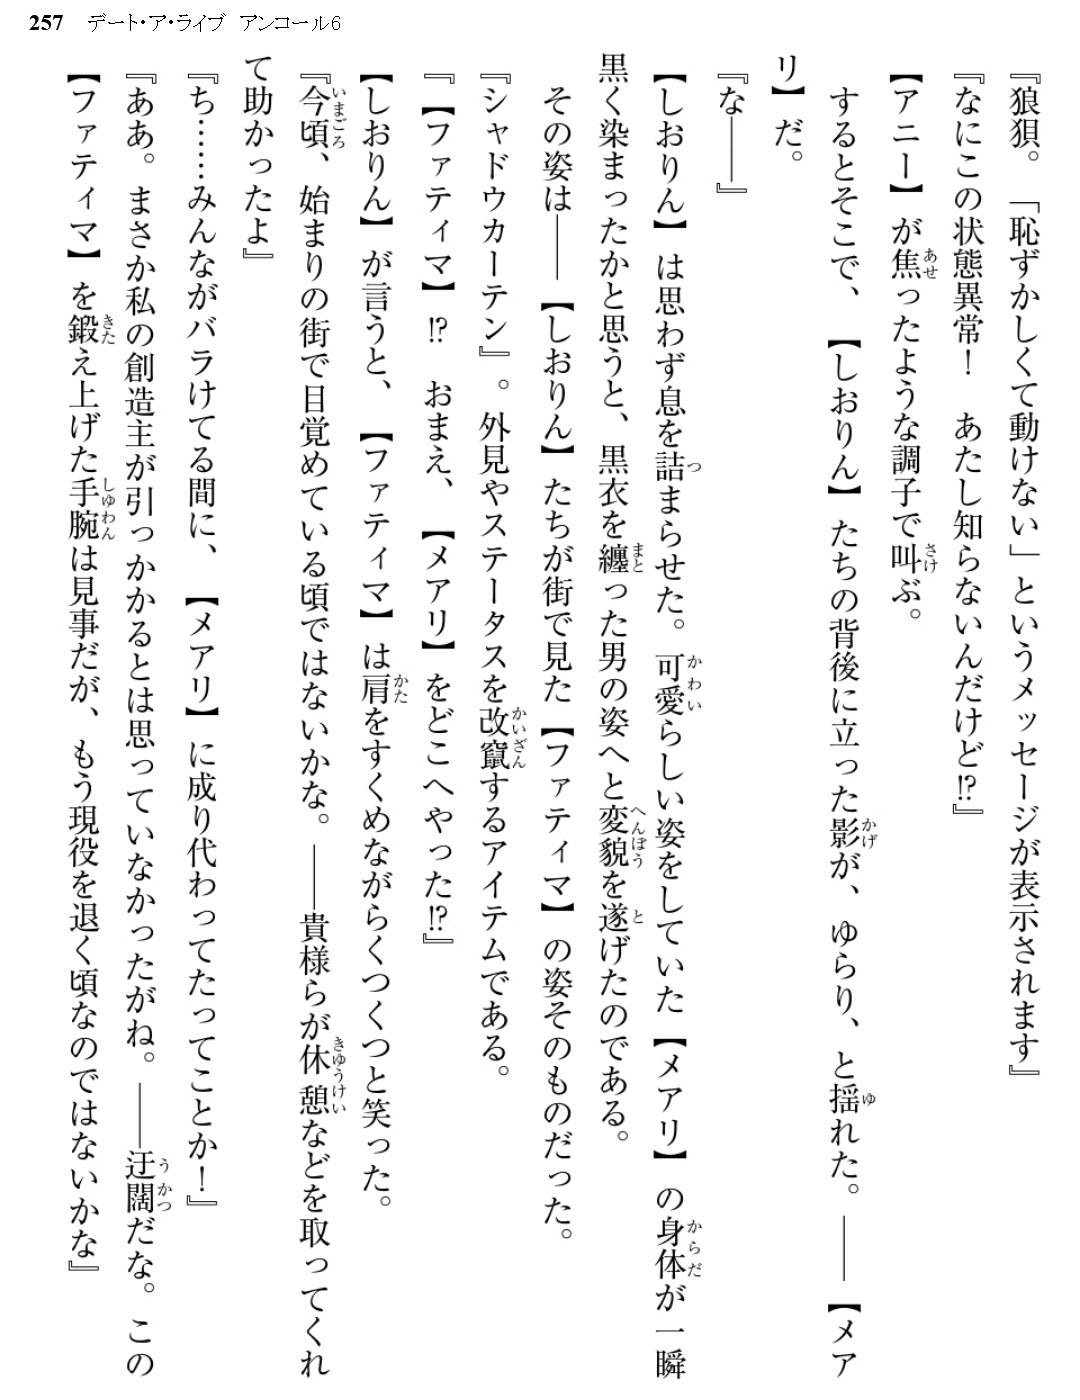 257 デート・ア・ライブ アンコール6
『狼狽。「恥ずかしくて動けない」というメッセージが表示されます』
『なにこの状態異常！　あたし知らないんだけど!?』
【アニー】が焦ったような調子で叫ぶ。
するとそこで、【しおりん】たちの背後に立った影が、ゆらり、と揺れた。――【メア
リ】だ。
『な――』
【しおりん】は思わず息を詰まらせた。可愛らしい姿をしていた【メアリ】の身体が一瞬
黒く染まったかと思うと、黒衣を纏った男の姿へと変貌を遂げたのである。
その姿は――【しおりん】たちが街で見た【ファティマ】の姿そのものだった。
『シャドウカーテン』。外見やステータスを改竄するアイテムである。
『【ファティマ】!?　おまえ、【メアリ】をどこへやった!?』
【しおりん】が言うと、【ファティマ】は肩をすくめながらくつくつと笑った。
『今頃、始まりの街で目覚めている頃ではないかな。――貴様らが休憩などを取ってくれ
て助かったよ』
『ち……みんながバラけてる間に、【メアリ】に成り代わってたってことか！』
『ああ。まさか私の創造主が引っかかるとは思っていなかったがね。――迂闊だな。この
【ファティマ】を鍛え上げた手腕は見事だが、もう現役を退く頃なのではないかな』